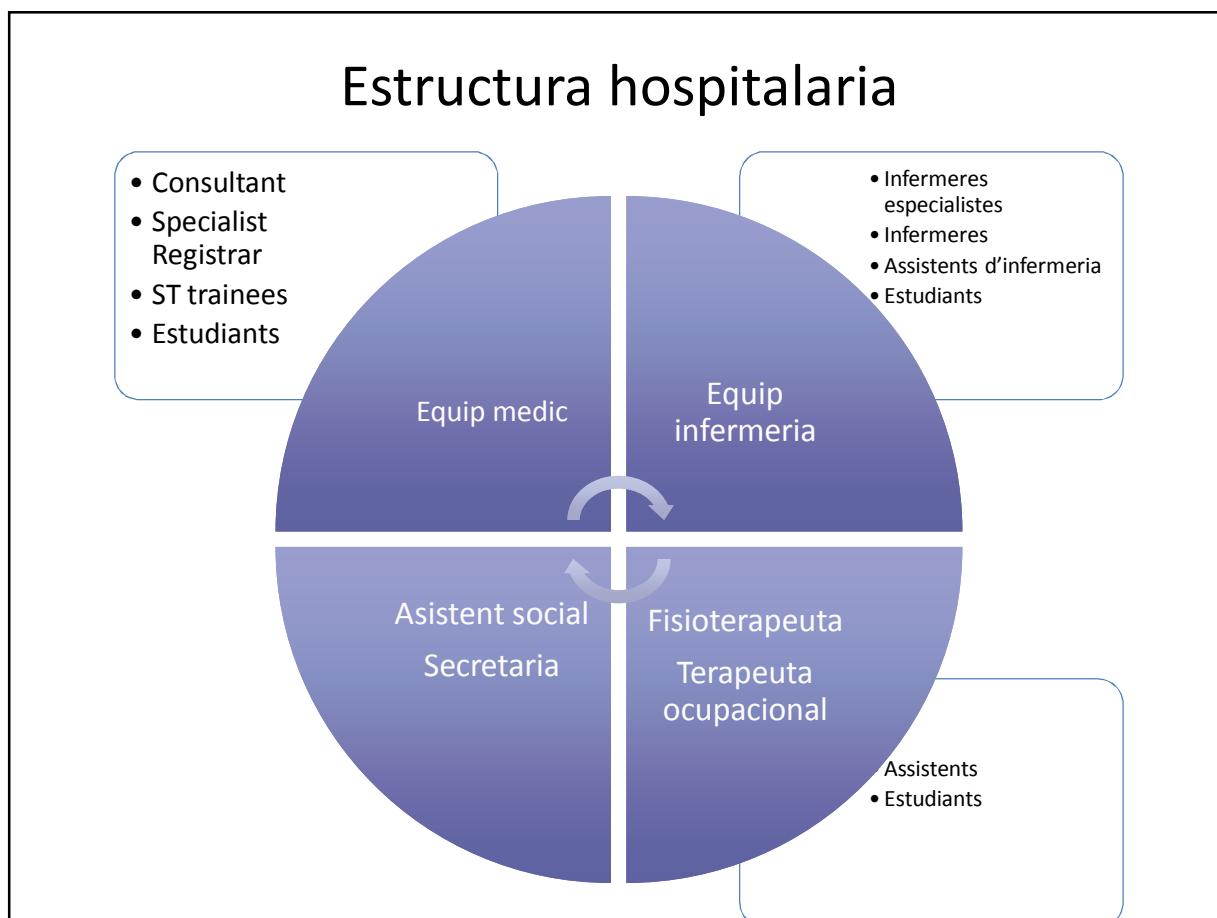 Estructura hospitalaria
• Consultant
• Specialist
Registrar
• ST trainees
• Estudiants
• Infermeres
especialistes
• Infermeres
• Assistents d’infermeria
• Estudiants
Equip medic
Equip
infermeria
Asistent social
Secretaria
Fisioterapeuta
Terapeuta
ocupacional
• Assistents
• Estudiants